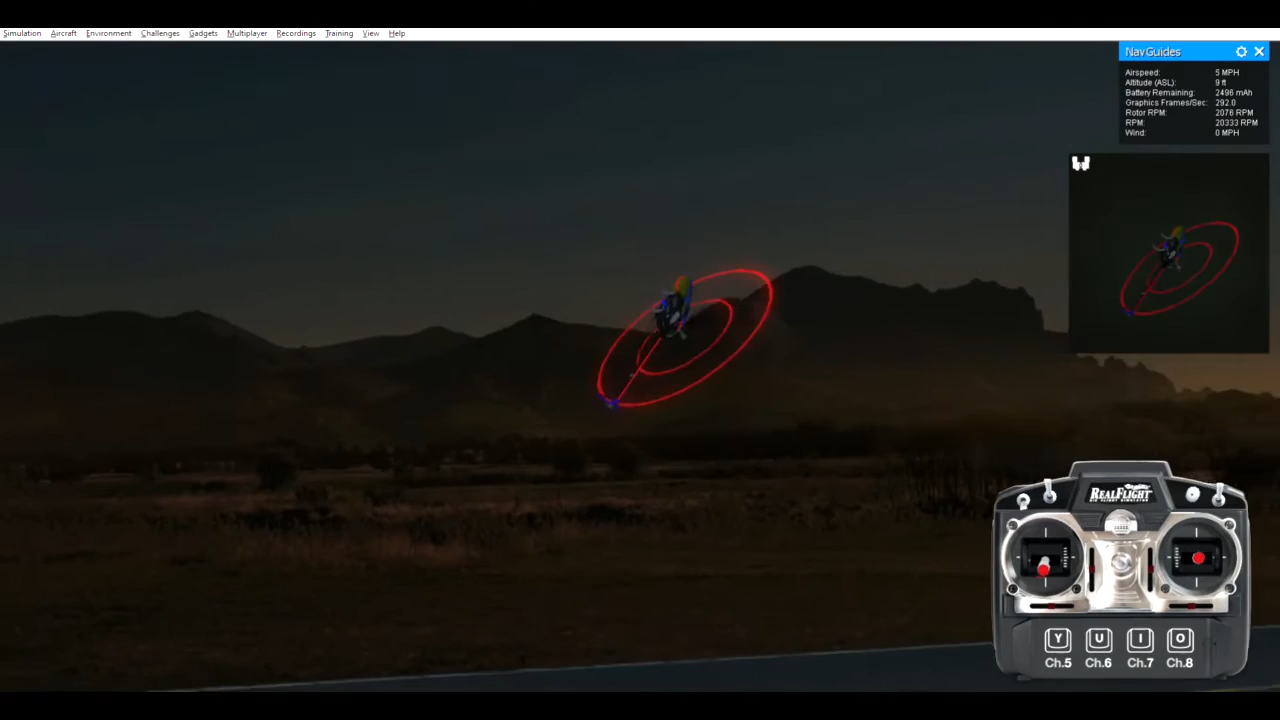 Simulation Aircraft Environment Challenges Gadgets Multiplayer Recordings Training View Help
NavGuides
Airspeed: 5 MPH
Altitude (ASL): 9 ft
Battery Remaining: 2496 mAh
Graphics Frames/Sec: 292.0
Rotor RPM: 2076 RPM
RPM: 20333 RPM
Wind: 0 MPH
REALFLIGHT
Y U I O
Ch.5 Ch.6 Ch.7 Ch.8